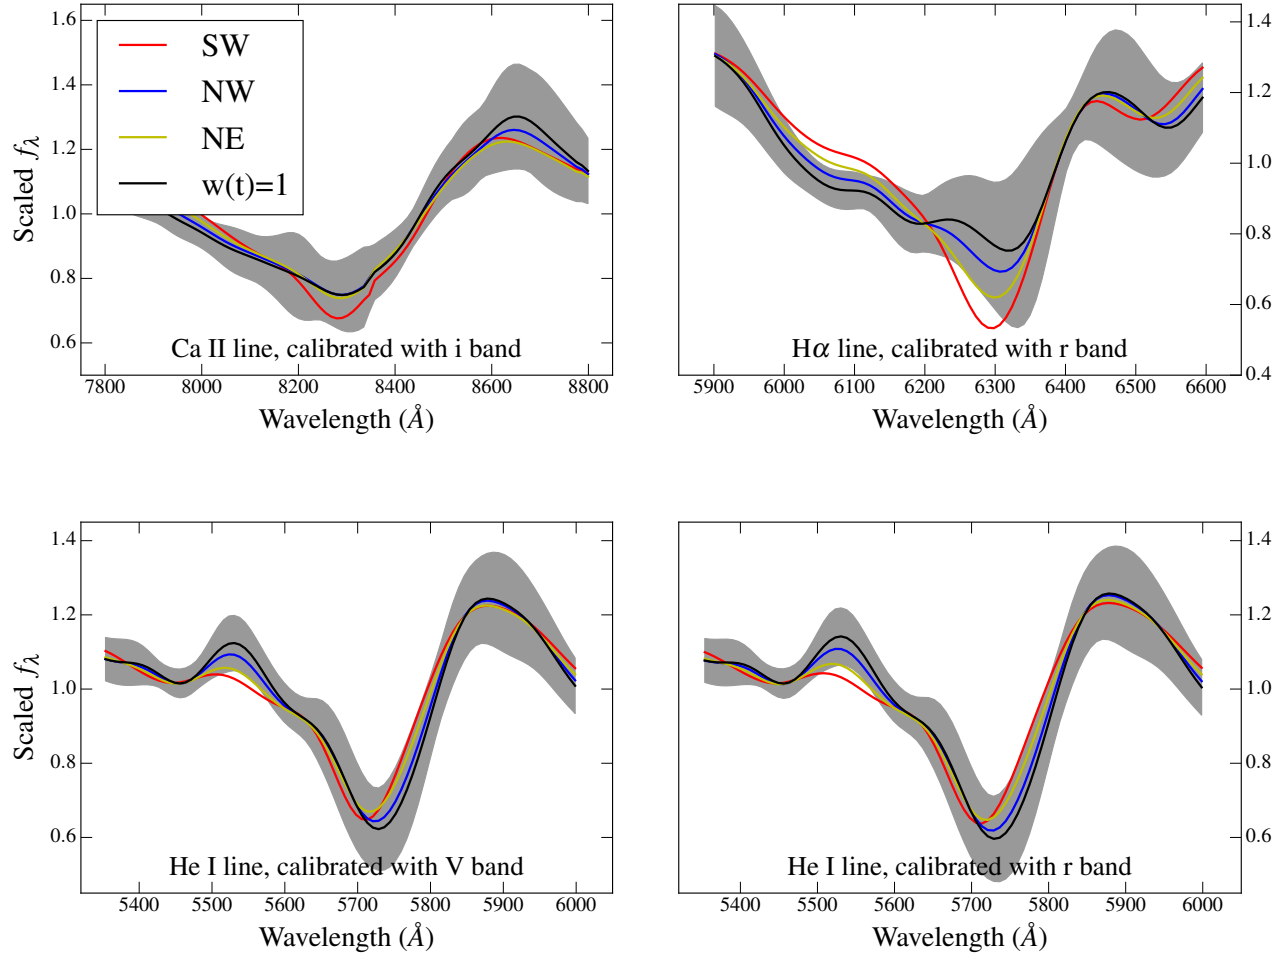 Scaled fλ
1.6
1.4
1.2
1.0
0.8
0.6
SW
NW
NE
w(t)=1
Ca II line, calibrated with i band
7800 8000 8200 8400 8600 8800
Wavelength (Å)
1.4
1.2
1.0
0.8
0.6
0.4
Hα line, calibrated with r band
5900 6000 6100 6200 6300 6400 6500 6600
Wavelength (Å)
Scaled fλ
1.4
1.2
1.0
0.8
0.6
He I line, calibrated with V band
5400 5500 5600 5700 5800 5900 6000
Wavelength (Å)
1.4
1.2
1.0
0.8
0.6
He I line, calibrated with r band
5400 5500 5600 5700 5800 5900 6000
Wavelength (Å)